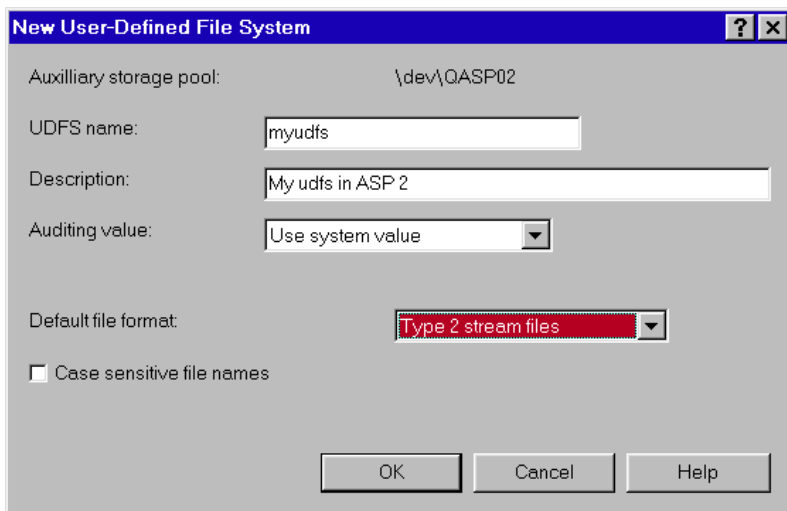 New User-Defined File System
Auxilliary storage pool: \dev\QASP02
UDFS name: myudfs
Description: My udfs in ASP 2
Auditing value: Use system value
Default file format: Type 2 stream files
Case sensitive file names
OK Cancel Help